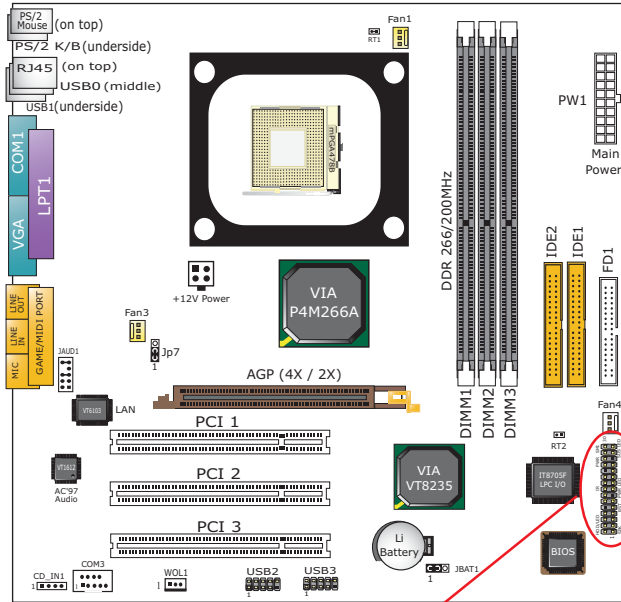 PS/2
Mouse
(on top)
PS/2 K/B(underside)
RJ45
(on top)
USB0 (middle)
USB1(underside)
COM1
LPT1
VGA
LINE
OUT
LINE
IN
MIC
GAME/MIDI PORT
RT1
Fan1
mPGA478B
DDR 266/200MHz
PW1
Main
Power
IDE2
IDE1
FD1
+12V Power
VIA
P4M266A
Fan3
Jp7
1
JAUD1
AGP (4X / 2X)
VT6103
LAN
DIMM1
DIMM2
DIMM3
PCI 1
Fan4
RT2
VT1612
AC'97
Audio
PCI 2
VIA
VT8235
IT8705F
LPC I/O
PCI 3
Li
Battery
BIOS
CD_IN1
1
COM3
1
WOL1
1
USB2
1
USB3
1
JBAT1
1